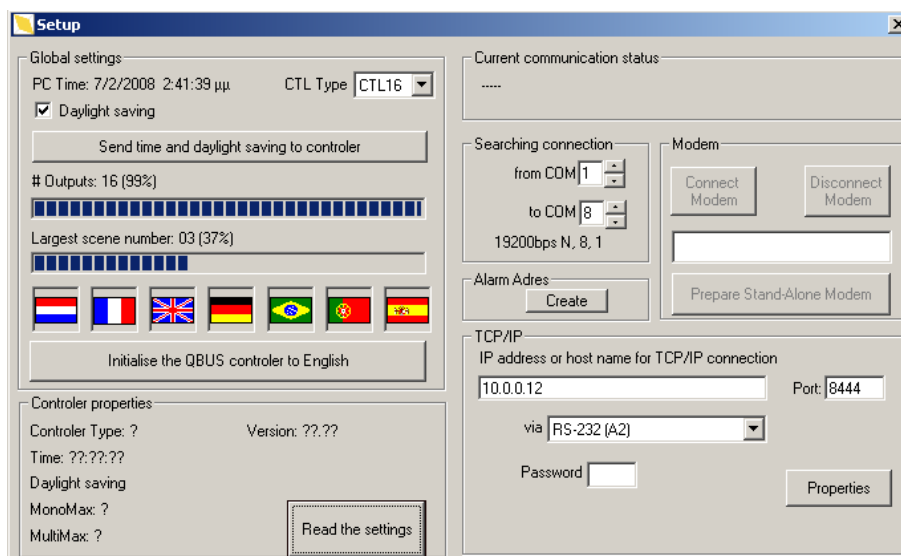 Setup
Global settings
PC Time: 7/2/2008 2:41:39 μμ
CTL Type CTL16
Daylight saving
Send time and daylight saving to controler
# Outputs: 16 (99%)
Largest scene number: 03 (37%)
Initialise the QBUS controler to English
Controler properties
Controler Type: ?
Version: ??.??
Time: ??:??:??
Daylight saving
MonoMax: ?
MultiMax: ?
Read the settings
Current communication status
-----
Searching connection
from COM 1
to COM 8
19200bps N, 8, 1
Alarm Adres
Create
Modem
Connect
Modem
Disconnect
Modem
Prepare Stand-Alone Modem
TCP/IP
IP address or host name for TCP/IP connection
10.0.0.12
Port: 8444
via RS-232 (A2)
Password
Properties